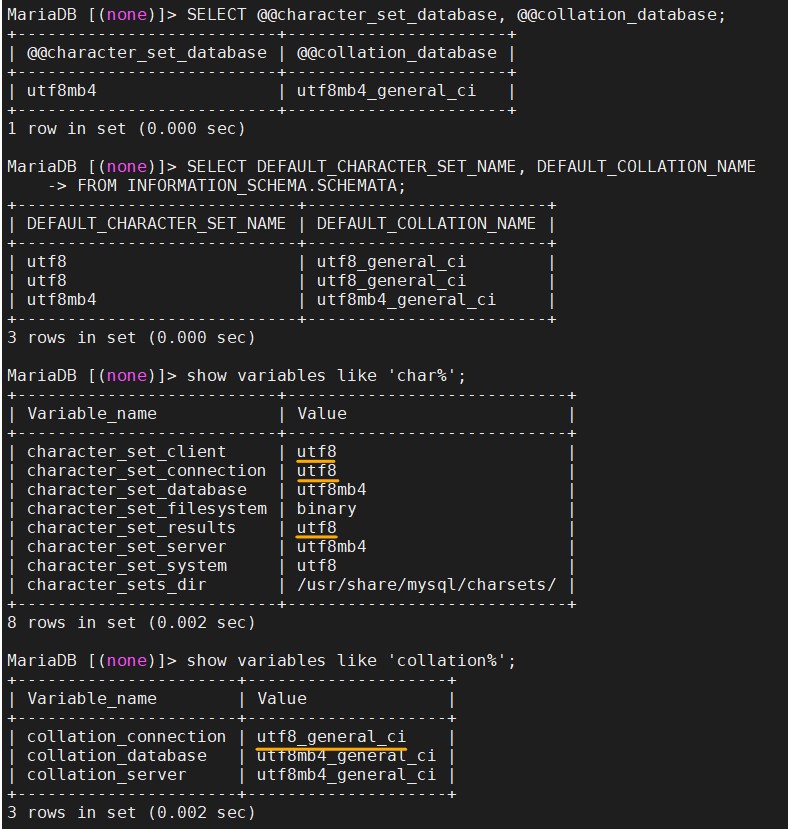 MariaDB [(none)]> SELECT @@character_set_database, @@collation_database;
+--------------------------+----------------------+
| @@character_set_database | @@collation_database |
+--------------------------+----------------------+
| utf8mb4                  | utf8mb4_general_ci   |
+--------------------------+----------------------+
1 row in set (0.000 sec)

MariaDB [(none)]> SELECT DEFAULT_CHARACTER_SET_NAME, DEFAULT_COLLATION_NAME
    -> FROM INFORMATION_SCHEMA.SCHEMATA;
+----------------------------+------------------------+
| DEFAULT_CHARACTER_SET_NAME | DEFAULT_COLLATION_NAME |
+----------------------------+------------------------+
| utf8                       | utf8_general_ci        |
| utf8                       | utf8_general_ci        |
| utf8mb4                    | utf8mb4_general_ci     |
+----------------------------+------------------------+
3 rows in set (0.000 sec)

MariaDB [(none)]> show variables like 'char%';
+--------------------------+----------------------------+
| Variable_name            | Value                      |
+--------------------------+----------------------------+
| character_set_client     | utf8                       |
| character_set_connection | utf8                       |
| character_set_database   | utf8mb4                    |
| character_set_filesystem | binary                     |
| character_set_results    | utf8                       |
| character_set_server     | utf8mb4                    |
| character_set_system     | utf8                       |
| character_sets_dir       | /usr/share/mysql/charsets/ |
+--------------------------+----------------------------+
8 rows in set (0.002 sec)

MariaDB [(none)]> show variables like 'collation%';
+----------------------+--------------------+
| Variable_name        | Value              |
+----------------------+--------------------+
| collation_connection | utf8_general_ci    |
| collation_database   | utf8mb4_general_ci |
| collation_server     | utf8mb4_general_ci |
+----------------------+--------------------+
3 rows in set (0.002 sec)